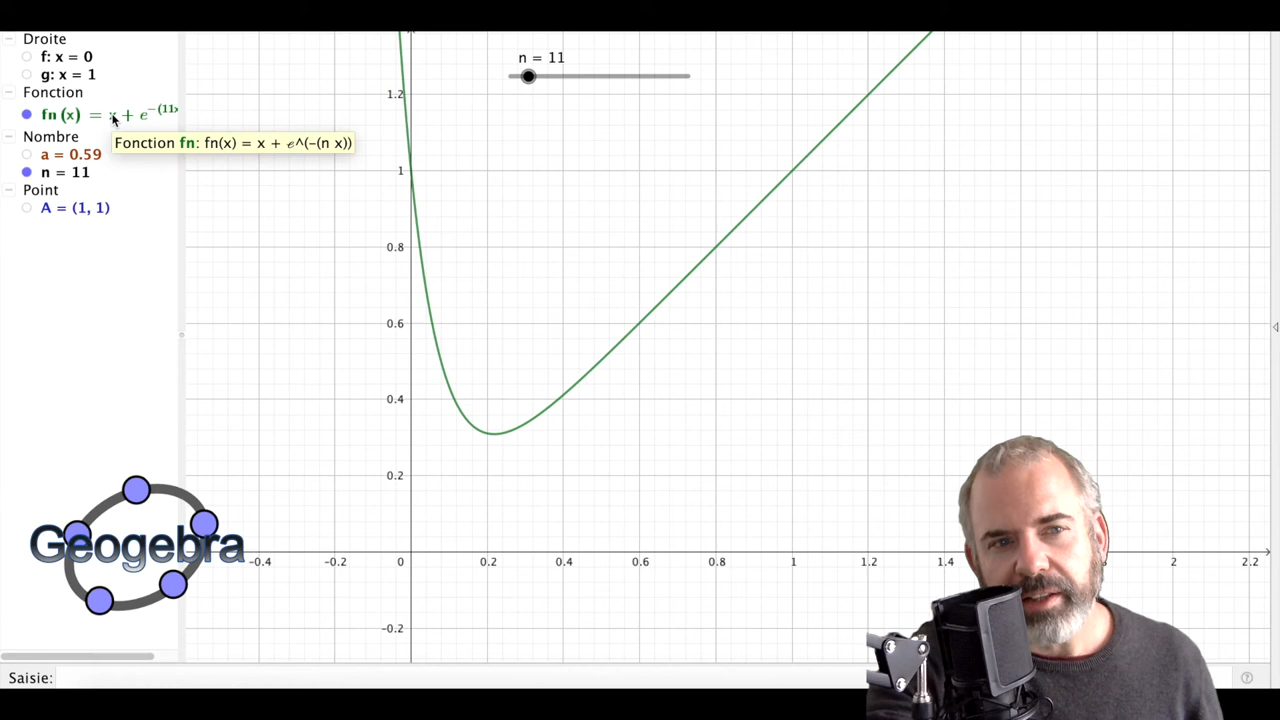 Droite
f: x = 0
g: x = 1
Fonction
fn (x) = x + e^−(11x
Fonction fn: fn(x) = x + ℯ^(-(n x))
Nombre
a = 0.59
n = 11
Point
A = (1, 1)
n = 11
1.2
1
0.8
0.6
0.4
0.2
-0.4 -0.2 0 0.2 0.4 0.6 0.8 1 1.2 1.4 2 2.2
-0.2
Geogebra
Saisie: